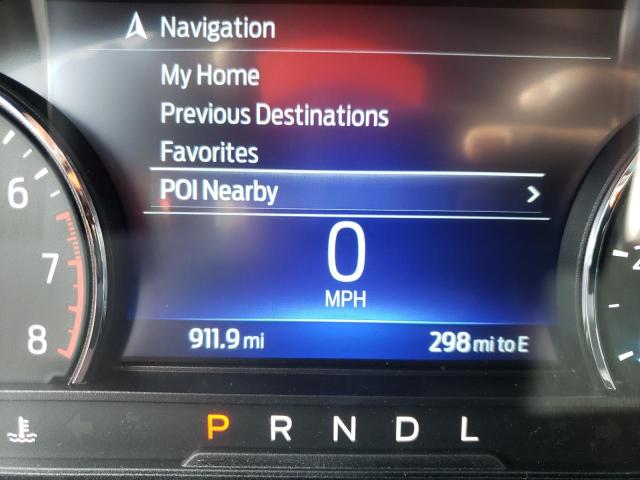 Navigation
My Home
Previous Destinations
Favorites
POI Nearby >
0
MPH
911.9 mi 298 mi to E
6
7
8
2
P R N D L